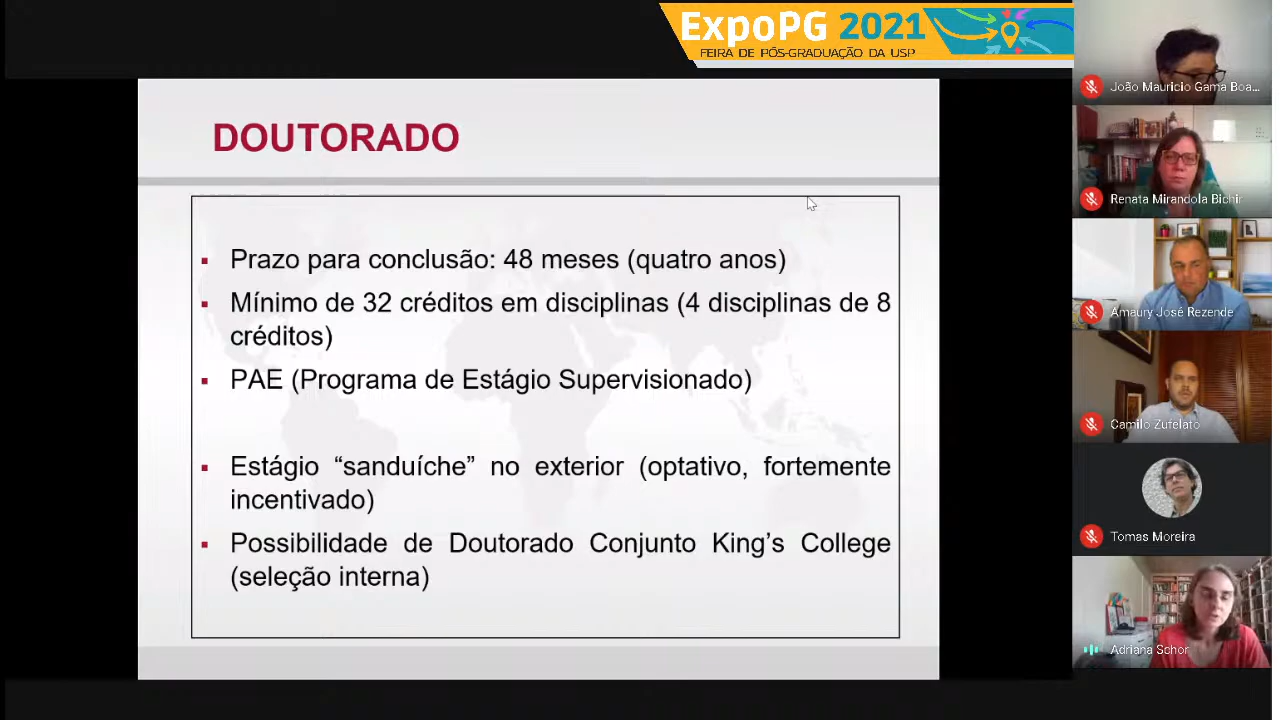 ExpoPG 2021
FEIRA DE PÓS-GRADUAÇÃO DA USP
DOUTORADO
▪ Prazo para conclusão: 48 meses (quatro anos)
▪ Mínimo de 32 créditos em disciplinas (4 disciplinas de 8
créditos)
▪ PAE (Programa de Estágio Supervisionado)
▪ Estágio “sanduíche” no exterior (optativo, fortemente
incentivado)
▪ Possibilidade de Doutorado Conjunto King’s College
(seleção interna)
João Mauricio Gama Boa...
Renata Mirandola Bichir
Amaury José Rezende
Camilo Zufelato
Tomas Moreira
Adriana Schor